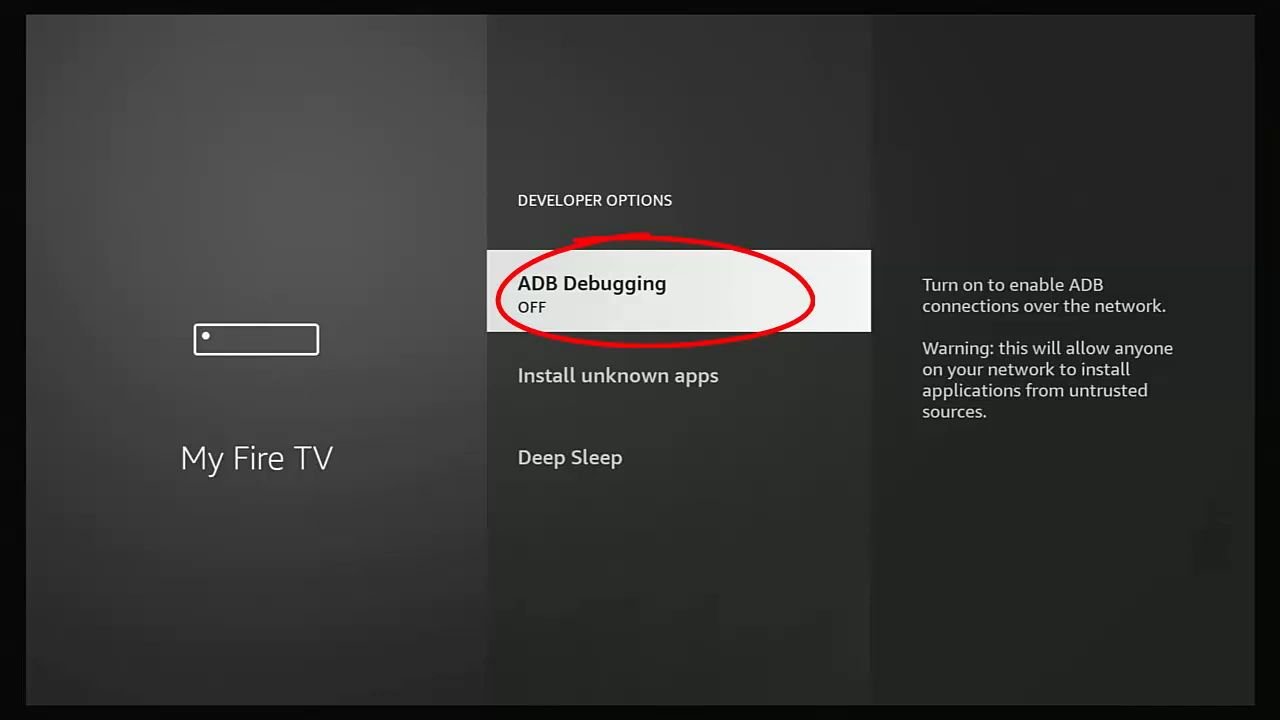 DEVELOPER OPTIONS
ADB Debugging
OFF
Install unknown apps
Deep Sleep
My Fire TV
Turn on to enable ADB
connections over the network.
Warning: this will allow anyone
on your network to install
applications from untrusted
sources.